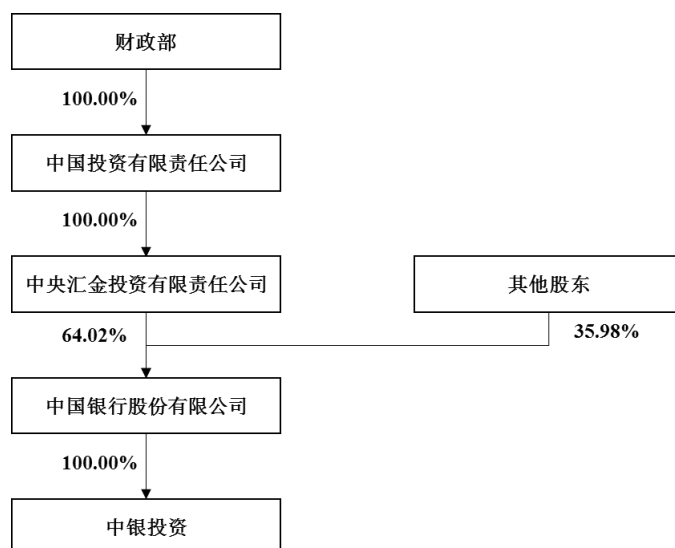 财政部
100.00%
中国投资有限责任公司
100.00%
中央汇金投资有限责任公司
其他股东
64.02%
35.98%
中国银行股份有限公司
100.00%
中银投资